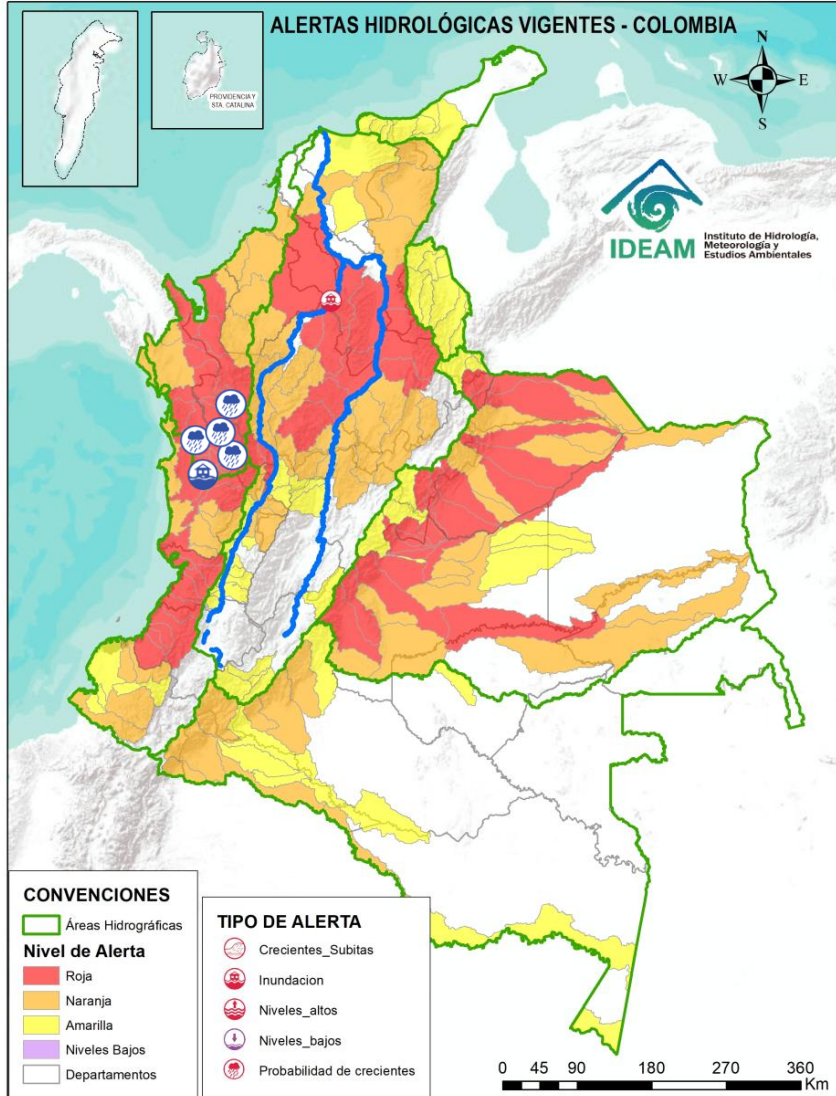 ALERTAS HIDROLÓGICAS VIGENTES - COLOMBIA
PROVIDENCIA Y
STA. CATALINA
N
W E
S
IDEAM
Instituto de Hidrología,
Meteorología y
Estudios Ambientales
CONVENCIONES
Áreas Hidrográficas
Nivel de Alerta
Roja
Naranja
Amarilla
Niveles Bajos
Departamentos
TIPO DE ALERTA
Crecientes_Subitas
Inundacion
Niveles_altos
Niveles_bajos
Probabilidad de crecientes
0 45 90 180 270 360
Km